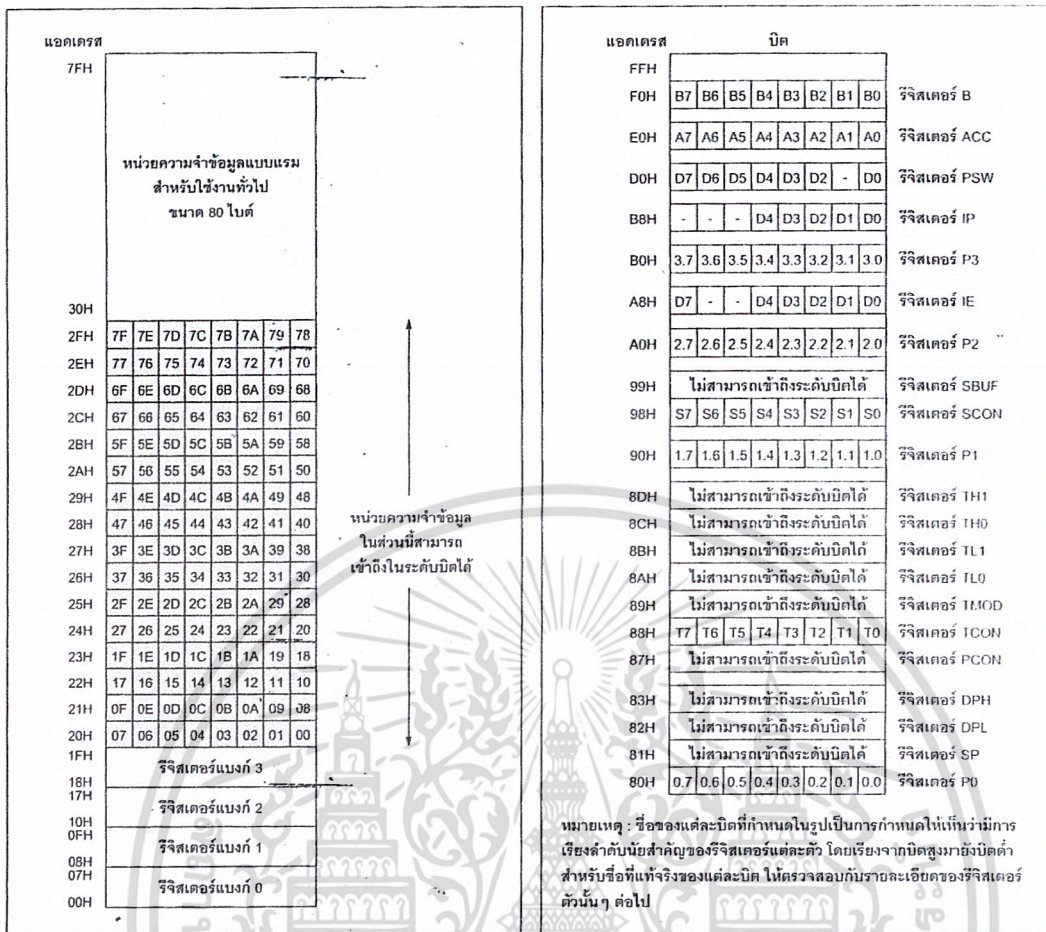 แอดเดรส
7FH
หน่วยความจำข้อมูลแบบแรม
สำหรับใช้งานทั่วไป
ขนาด 80 ไบต์
30H
2FH 7F 7E 7D 7C 7B 7A 79 78
2EH 77 76 75 74 73 72 71 70
2DH 6F 6E 6D 6C 6B 6A 69 68
2CH 67 66 65 64 63 62 61 60
2BH 5F 5E 5D 5C 5B 5A 59 58
2AH 57 56 55 54 53 52 51 50
29H 4F 4E 4D 4C 4B 4A 49 48
28H 47 46 45 44 43 42 41 40
27H 3F 3E 3D 3C 3B 3A 39 38
26H 37 36 35 34 33 32 31 30
25H 2F 2E 2D 2C 2B 2A 29 28
24H 27 26 25 24 23 22 21 20
23H 1F 1E 1D 1C 1B 1A 19 18
22H 17 16 15 14 13 12 11 10
21H 0F 0E 0D 0C 0B 0A 09 08
20H 07 06 05 04 03 02 01 00
หน่วยความจำข้อมูล
ในส่วนนี้สามารถ
เข้าถึงในระดับบิตได้
1FH
รีจิสเตอร์แบงก์ 3
18H
17H
รีจิสเตอร์แบงก์ 2
10H
0FH
รีจิสเตอร์แบงก์ 1
08H
07H
รีจิสเตอร์แบงก์ 0
00H
แอดเดรส บิต
FFH
F0H B7 B6 B5 B4 B3 B2 B1 B0 รีจิสเตอร์ B
E0H A7 A6 A5 A4 A3 A2 A1 A0 รีจิสเตอร์ ACC
D0H D7 D6 D5 D4 D3 D2 - D0 รีจิสเตอร์ PSW
B8H - - - D4 D3 D2 D1 D0 รีจิสเตอร์ IP
B0H 3.7 3.6 3.5 3.4 3.3 3.2 3.1 3.0 รีจิสเตอร์ P3
A8H D7 - - D4 D3 D2 D1 D0 รีจิสเตอร์ IE
A0H 2.7 2.6 2.5 2.4 2.3 2.2 2.1 2.0 รีจิสเตอร์ P2
99H ไม่สามารถเข้าถึงระดับบิตได้ รีจิสเตอร์ SBUF
98H S7 S6 S5 S4 S3 S2 S1 S0 รีจิสเตอร์ SCON
90H 1.7 1.6 1.5 1.4 1.3 1.2 1.1 1.0 รีจิสเตอร์ P1
8DH ไม่สามารถเข้าถึงระดับบิตได้ รีจิสเตอร์ TH1
8CH ไม่สามารถเข้าถึงระดับบิตได้ รีจิสเตอร์ TH0
8BH ไม่สามารถเข้าถึงระดับบิตได้ รีจิสเตอร์ TL1
8AH ไม่สามารถเข้าถึงระดับบิตได้ รีจิสเตอร์ TL0
89H ไม่สามารถเข้าถึงระดับบิตได้ รีจิสเตอร์ TMOD
88H T7 T6 T5 T4 T3 T2 T1 T0 รีจิสเตอร์ TCON
87H ไม่สามารถเข้าถึงระดับบิตได้ รีจิสเตอร์ PCON
83H ไม่สามารถเข้าถึงระดับบิตได้ รีจิสเตอร์ DPH
82H ไม่สามารถเข้าถึงระดับบิตได้ รีจิสเตอร์ DPL
81H ไม่สามารถเข้าถึงระดับบิตได้ รีจิสเตอร์ SP
80H 0.7 0.6 0.5 0.4 0.3 0.2 0.1 0.0 รีจิสเตอร์ P0
หมายเหตุ : ชื่อของแต่ละบิตที่กำหนดในรูปเป็นการกำหนดให้เห็นว่ามีการ
เรียงลำดับนัยสำคัญของรีจิสเตอร์แต่ละตัว โดยเรียงจากบิตสูงมายังบิตต่ำ
สำหรับชื่อที่แท้จริงของแต่ละบิต ให้ตรวจสอบกับรายละเอียดของรีจิสเตอร์
ตัวนั้น ๆ ต่อไป